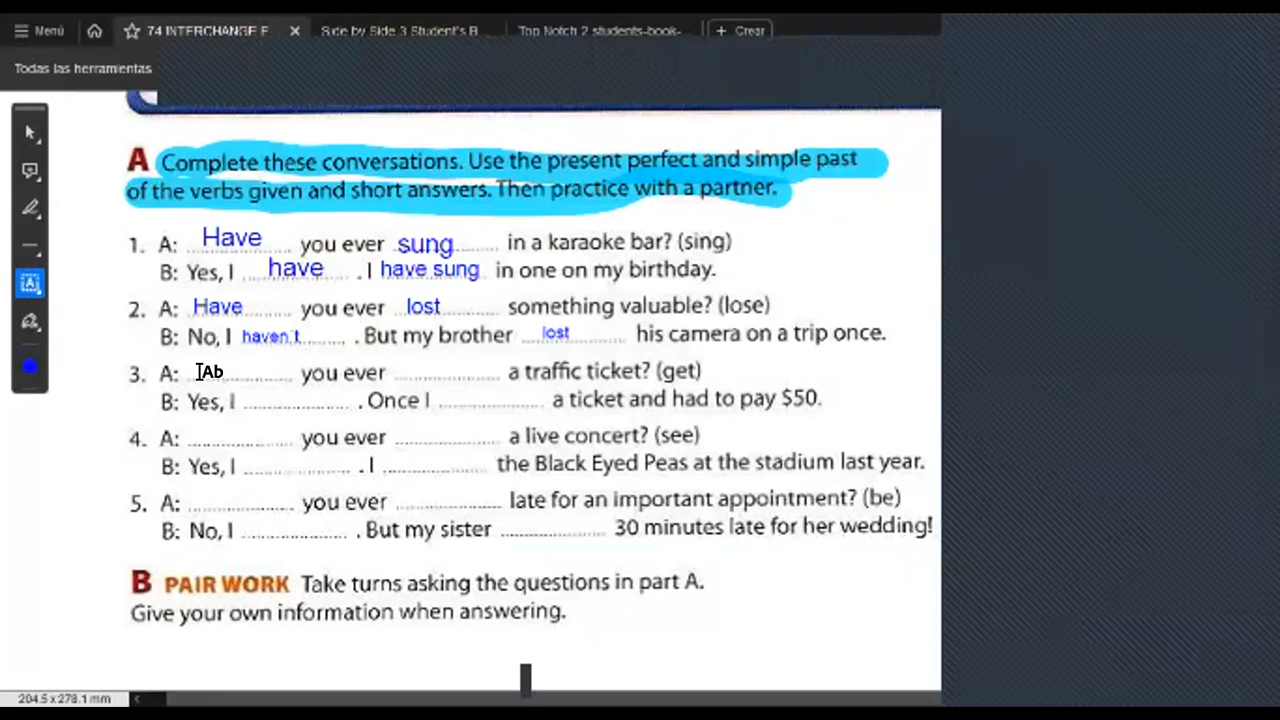 Menú
74 INTERCHANGE F
Side by Side 3 Student's B
Top Notch 2 students-book-
+ Crear
Todas las herramientas
A Complete these conversations. Use the present perfect and simple past
of the verbs given and short answers. Then practice with a partner.
1. A: Have you ever sung in a karaoke bar? (sing)
B: Yes, I have . I have sung in one on my birthday.
2. A: Have you ever lost something valuable? (lose)
B: No, I haven´t . But my brother lost his camera on a trip once.
3. A: ............ you ever ............ a traffic ticket? (get)
B: Yes, I ............ . Once I ............ a ticket and had to pay $50.
4. A: ............ you ever ............ a live concert? (see)
B: Yes, I ............ . I ............ the Black Eyed Peas at the stadium last year.
5. A: ............ you ever ............ late for an important appointment? (be)
B: No, I ............ . But my sister ............ 30 minutes late for her wedding!
B PAIR WORK Take turns asking the questions in part A.
Give your own information when answering.
204.5 x 278.1 mm